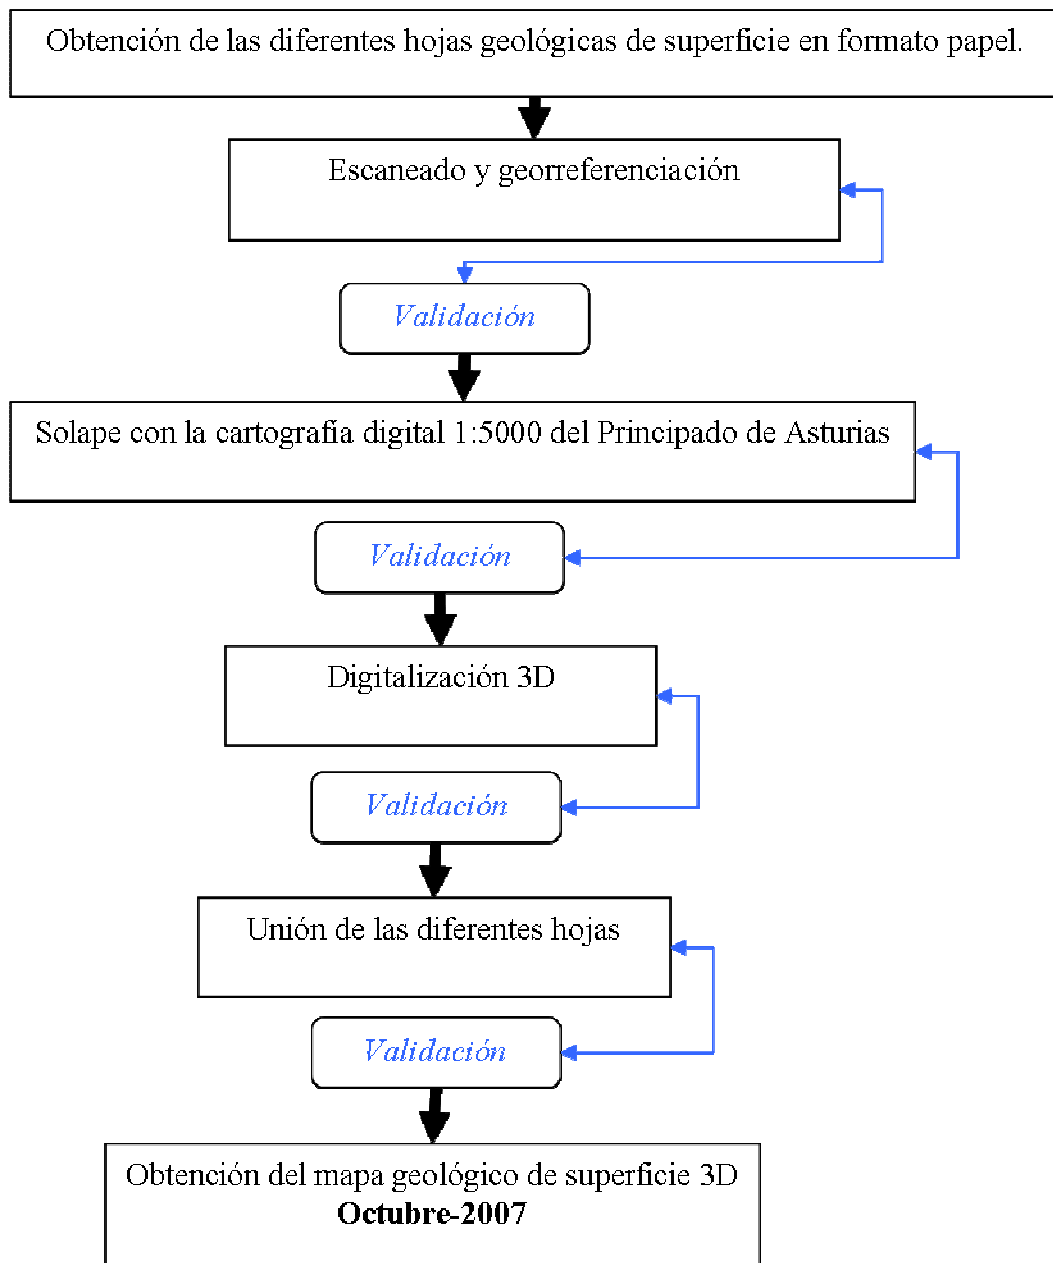 Obtención de las diferentes hojas geológicas de superficie en formato papel.
Escaneado y georreferenciación
Validación
Solape con la cartografía digital 1:5000 del Principado de Asturias
Validación
Digitalización 3D
Validación
Unión de las diferentes hojas
Validación
Obtención del mapa geológico de superficie 3D
Octubre-2007